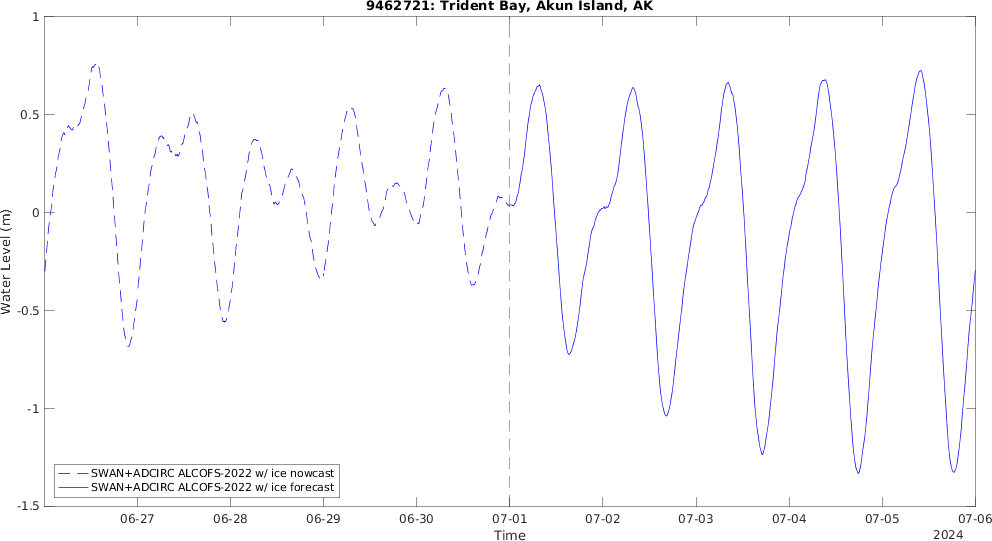 9462721: Trident Bay, Akun Island, AK
1
0.5
0
-0.5
-1
-1.5
Water Level (m)
SWAN+ADCIRC ALCOFS-2022 w/ ice nowcast
SWAN+ADCIRC ALCOFS-2022 w/ ice forecast
06-27 06-28 06-29 06-30 07-01 07-02 07-03 07-04 07-05 07-06
Time
2024